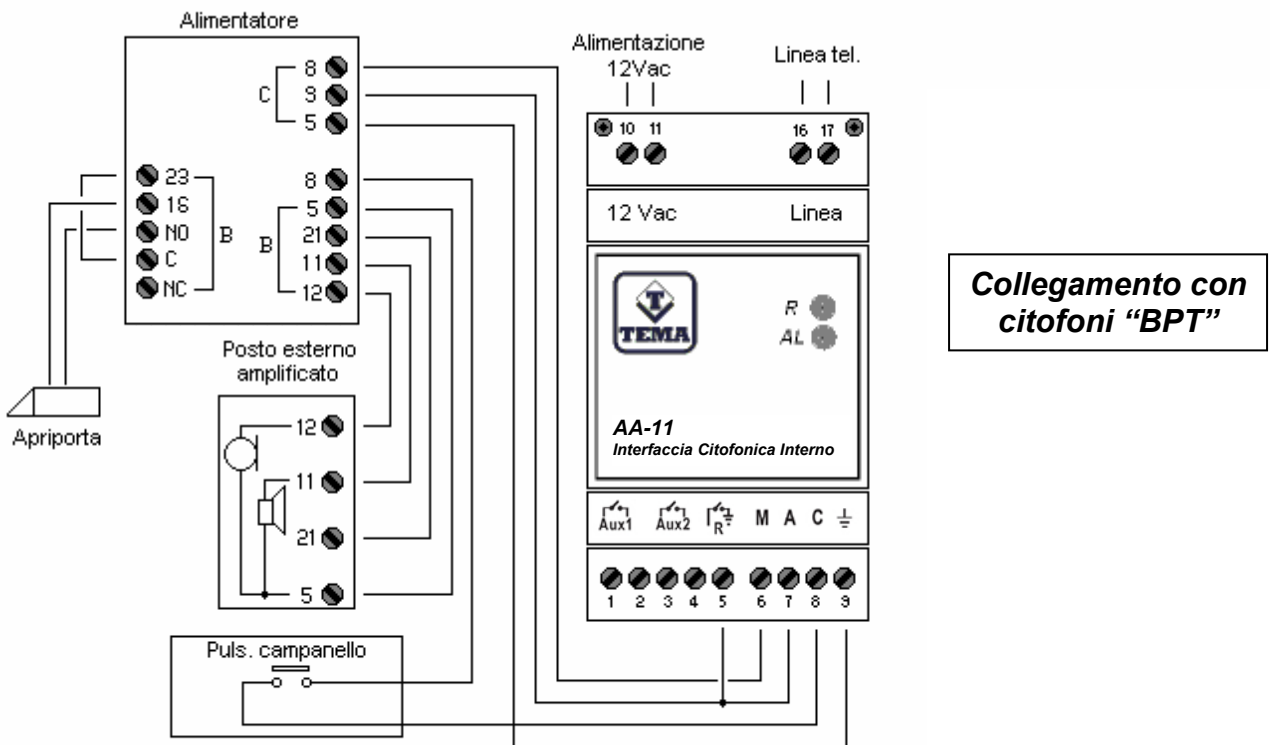 Alimentatore
8
C
9
5
23
16
NO
C
NC
B
8
5
21
11
12
B
Apriporta
Posto esterno
amplificato
12
11
21
5
Puls. campanello
Alimentazione
12Vac
Linea tel.
10 11
16 17
12 Vac
Linea
T
TEMA
R
AL
AA-11
Interfaccia Citofonica Interno
Aux1 Aux2 R M A C
1 2 3 4 5 6 7 8 9
Collegamento con
citofoni “BPT”